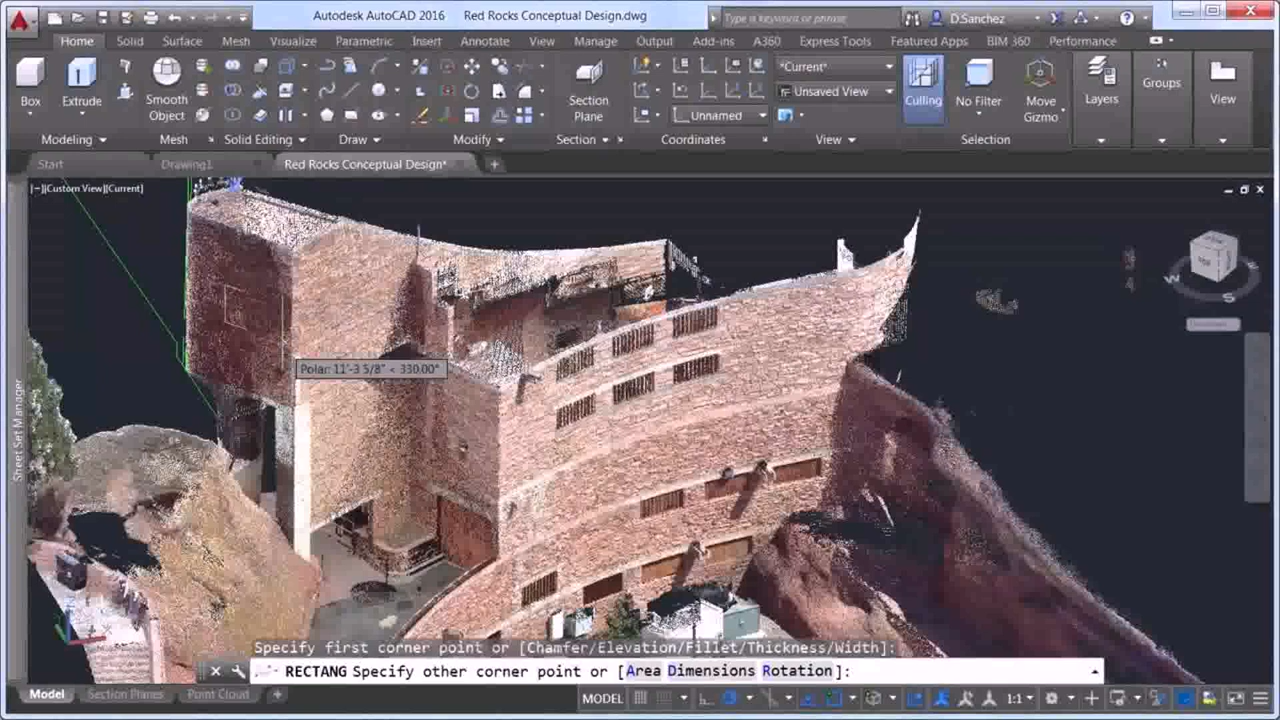 Autodesk AutoCAD 2016 Red Rocks Conceptual Design.dwg Type a keyword or phrase D.Sanchez
Home Solid Surface Mesh Visualize Parametric Insert Annotate View Manage Output Add-ins A360 Express Tools Featured Apps BIM 360 Performance
Box Extrude Smooth Object Section Plane *Current* Unsaved View Unnamed Culling No Filter Move Gizmo Layers Groups View
Modeling Mesh Solid Editing Draw Modify Section Coordinates View Selection
Start Drawing1 Red Rocks Conceptual Design*
[−][Custom View][Current]
W S
Polar: 11'-3 5/8" < 330.00°
Sheet Set Manager
Specify first corner point or [Chamfer/Elevation/Fillet/Thickness/Width]:
RECTANG Specify other corner point or [Area Dimensions Rotation]:
Model Section Planes Point Cloud MODEL 1:1